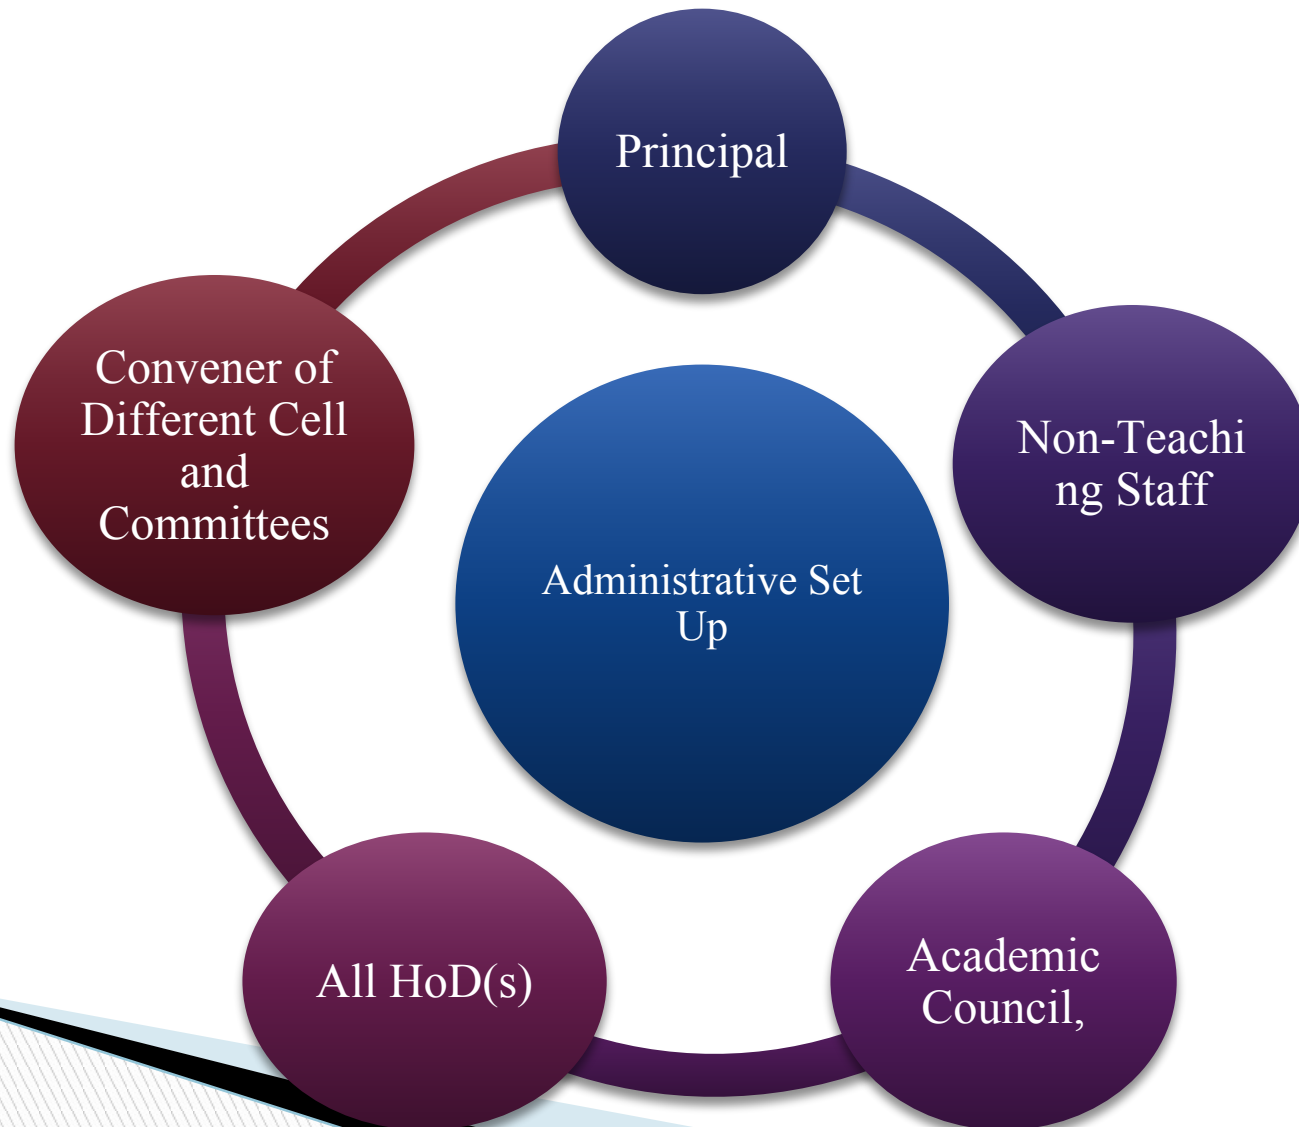 Principal
Convener of
Different Cell
and
Committees
Non-Teachi
ng Staff
Administrative Set
Up
All HoD(s)
Academic
Council,